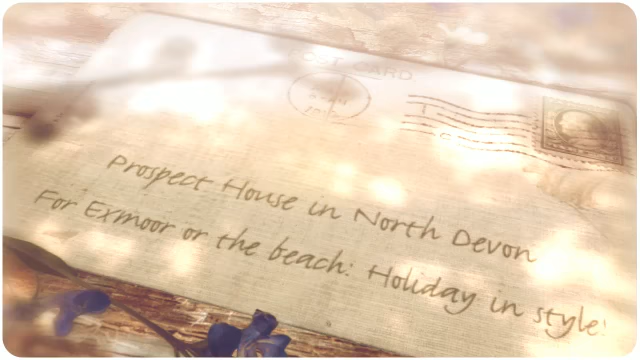 POST CARD
Prospect House in North Devon
For Exmoor or the beach: Holiday in style!